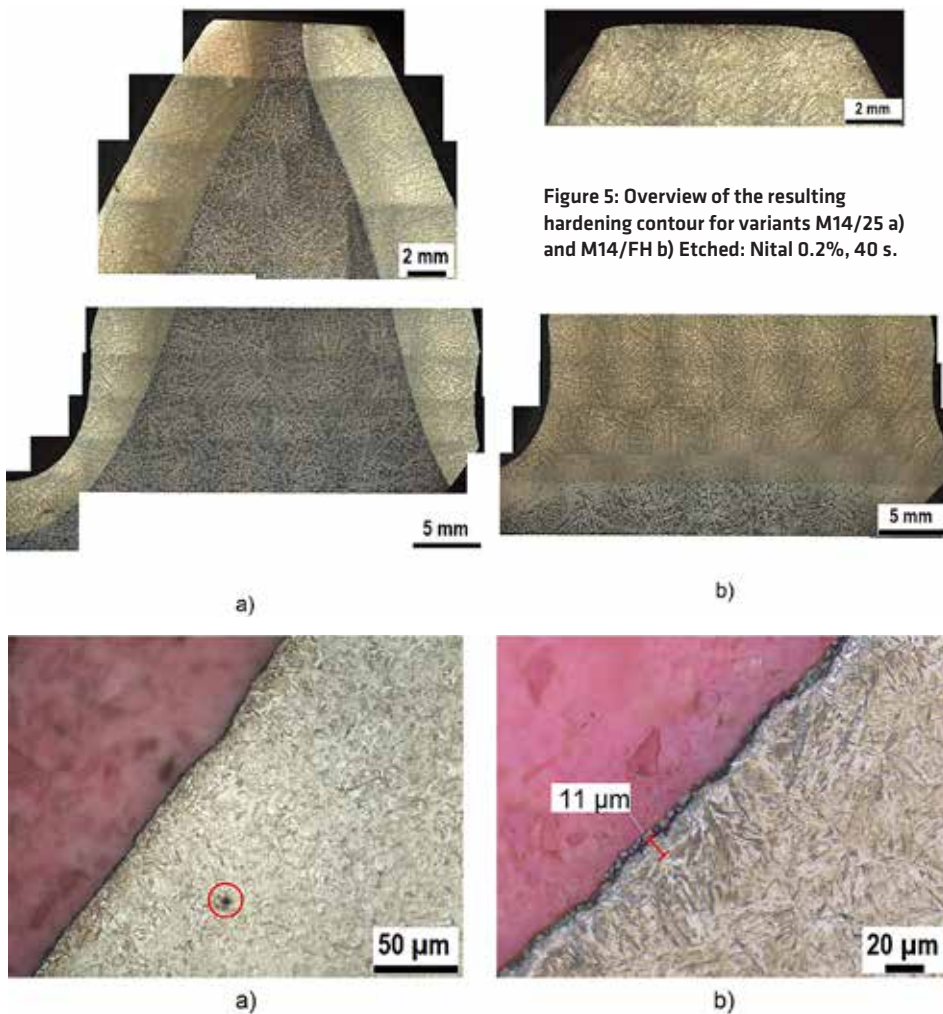 2 mm
2 mm
Figure 5: Overview of the resulting
hardening contour for variants M14/25 a)
and M14/FH b) Etched: Nital 0.2%, 40 s.
5 mm
5 mm
a)
b)
11 µm
50 µm
20 µm
a)
b)